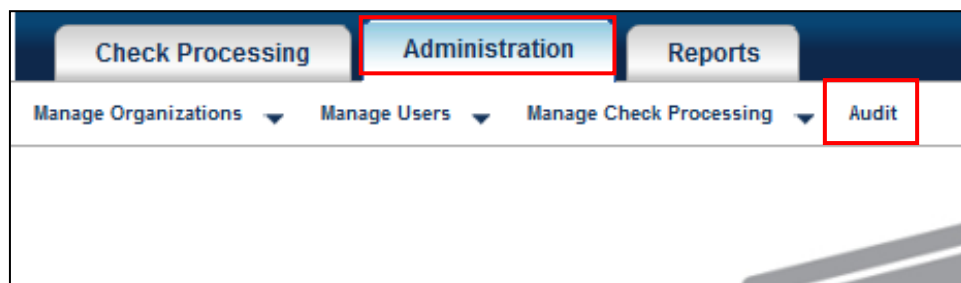 Check Processing Administration Reports
Manage Organizations Manage Users Manage Check Processing Audit